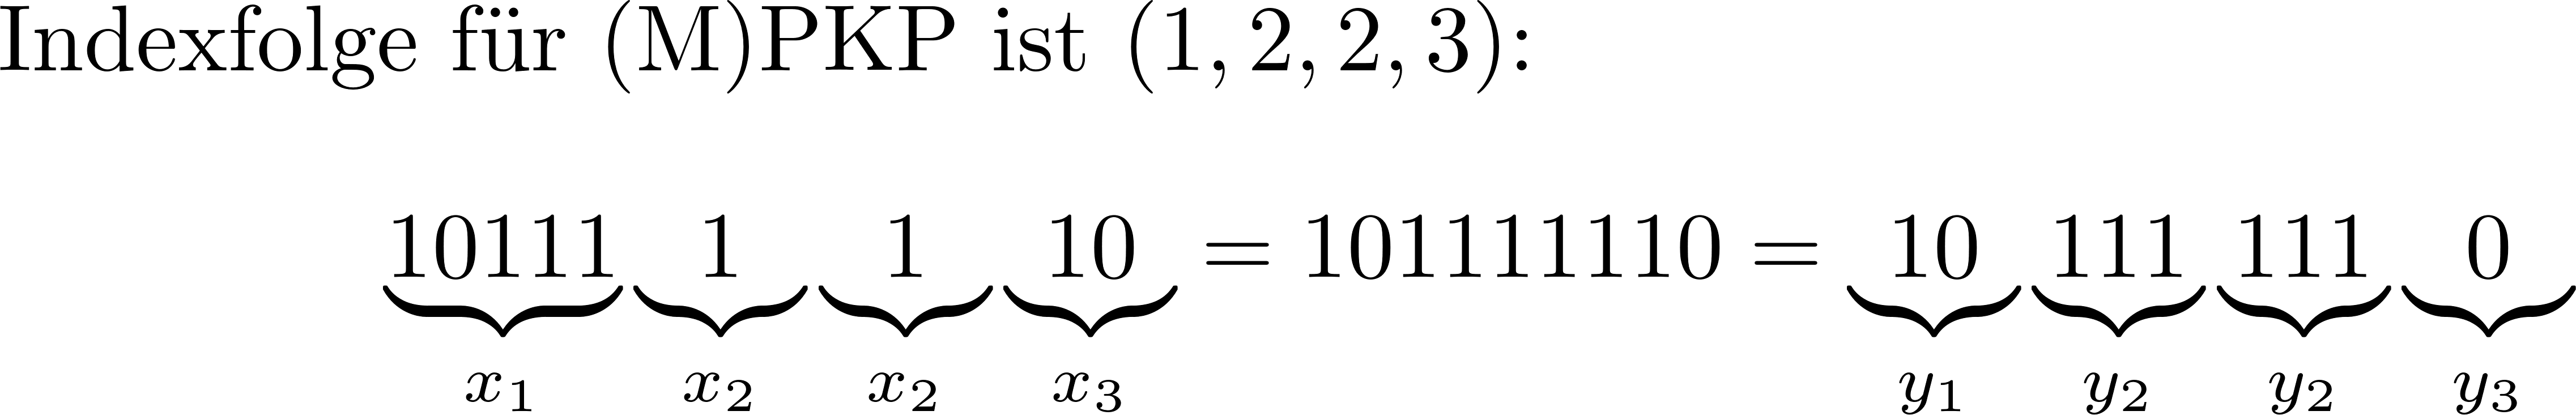 Indexfolge für (M)PKP ist (1, 2, 2, 3):
10111 1 1 10 = 101111110 = 10 111 111 0
x₁ x₂ x₂ x₃ y₁ y₂ y₂ y₃